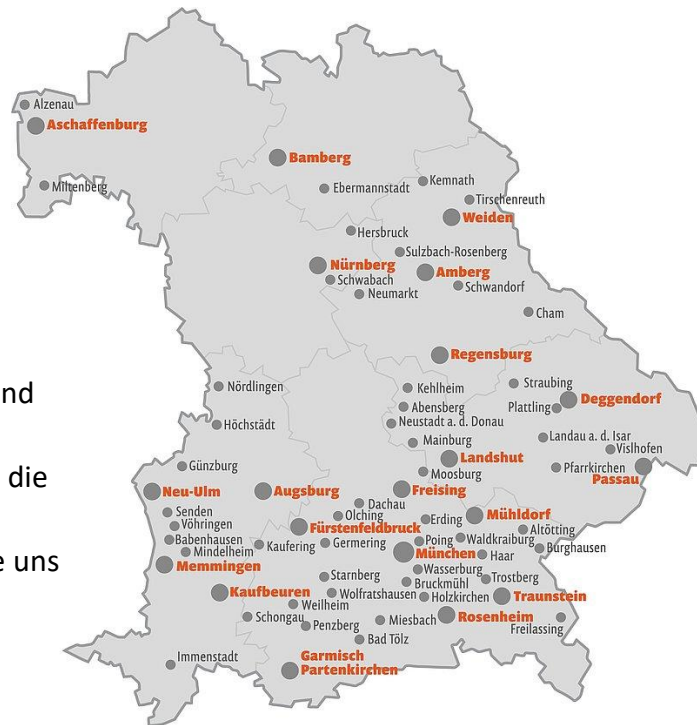 Alzenau
Aschaffenburg
Bamberg
Kemnath
Miltenberg
Ebermannstadt
Tirschenreuth
Weiden
Hersbruck
Sulzbach-Rosenberg
Nürnberg
Amberg
Schwabach
Schwandorf
Neumarkt
Cham
Regensburg
Nördlingen
Kehlheim
Straubing
nd
Abensberg
Plattling
Deggendorf
Höchstädt
Neustadt a. d. Donau
Mainburg
Landau a. d. Isar
Vislhofen
Günzburg
Landshut
die
Moosburg
Pfarrkirchen
Passau
Neu-Ulm
Augsburg
Freising
Dachau
Senden
Olching
Erding
Mühldorf
Vöhringen
Fürstenfeldbruck
Altötting
Babenhausen
Kaufering
Germering
Poing
Waldkraiburg
Burghausen
Mindelheim
München
Haar
e uns
Memmingen
Wasserburg
Starnberg
Bruckmühl
Trostberg
Kaufbeuren
Wolfratshausen
Holzkirchen
Traunstein
Weilheim
Schongau
Penzberg
Miesbach
Rosenheim
Freilassing
Bad Tölz
Immenstadt
Garmisch
Partenkirchen